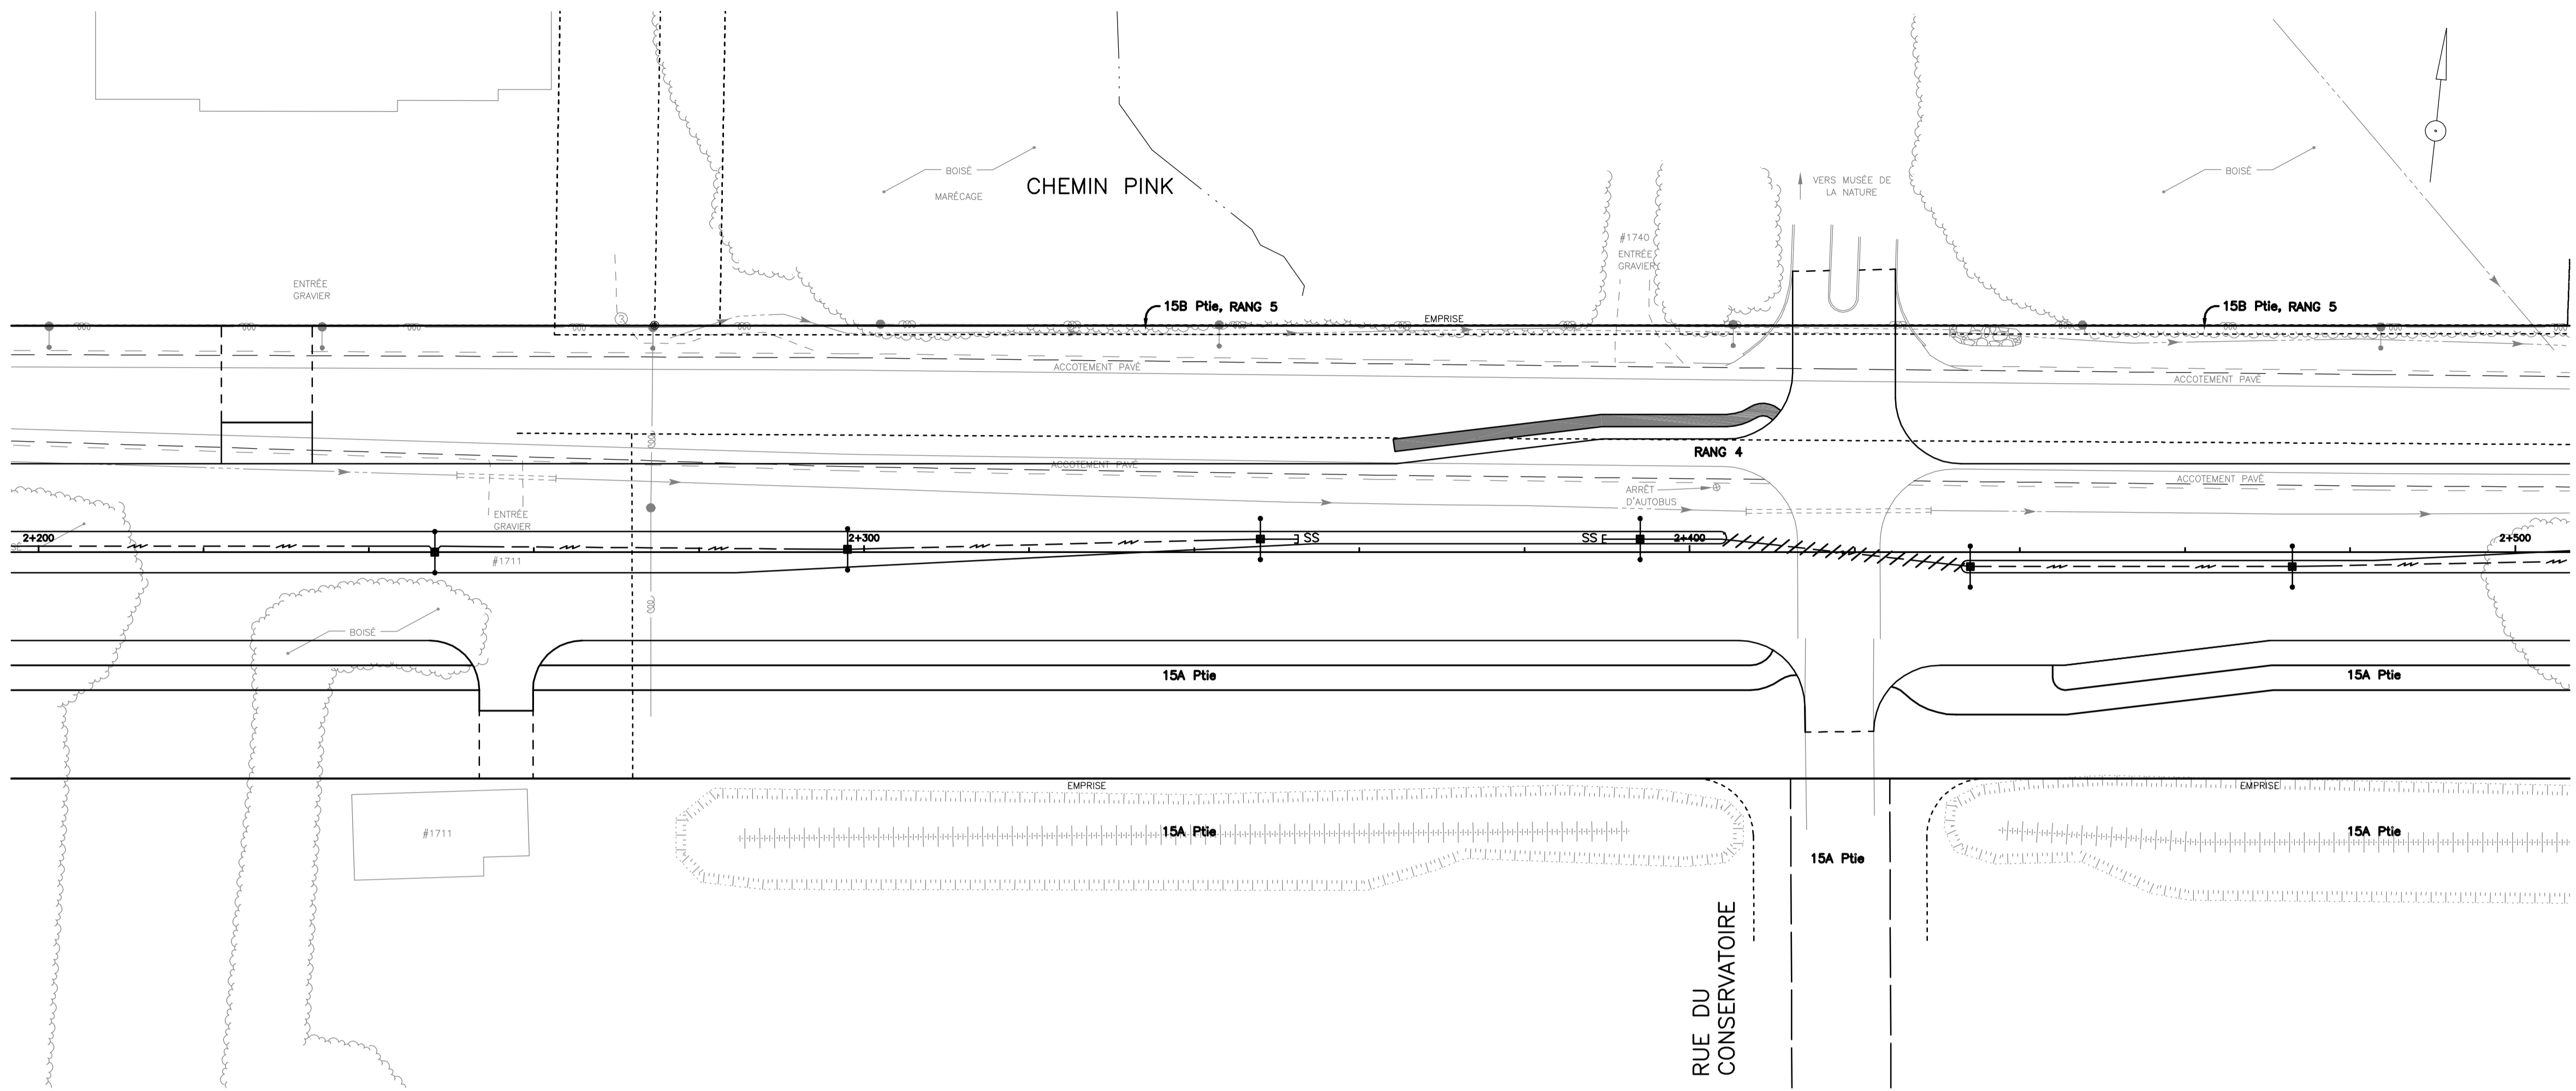 BOISÉ
MARÉCAGE
CHEMIN PINK
VERS MUSÉE DE
LA NATURE
BOISÉ
#1740
ENTRÉE
GRAVIER
ENTRÉE
GRAVIER
3
15B Ptie, RANG 5
EMPRISE
15B Ptie, RANG 5
ACCOTEMENT PAVÉ
ACCOTEMENT PAVÉ
RANG 4
ACCOTEMENT PAVÉ
ACCOTEMENT PAVÉ
ARRÊT
D'AUTOBUS
ENTRÉE
GRAVIER
2+200
2+300
SS
SS
2+400
2+500
#1711
BOISÉ
15A Ptie
15A Ptie
EMPRISE
EMPRISE
#1711
15A Ptie
15A Ptie
15A Ptie
RUE DU
CONSERVATOIRE